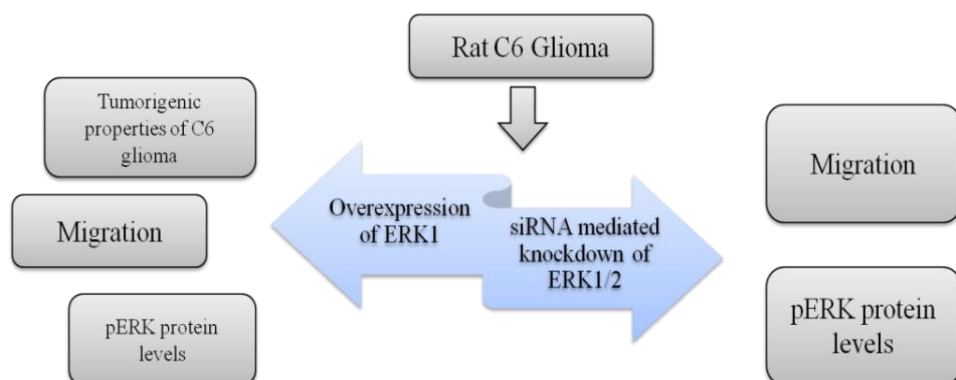 Rat C6 Glioma
Tumorigenic
properties of C6
glioma
Migration
pERK protein
levels
Overexpression
of ERK1
siRNA mediated
knockdown of
ERK1/2
Migration
pERK protein
levels